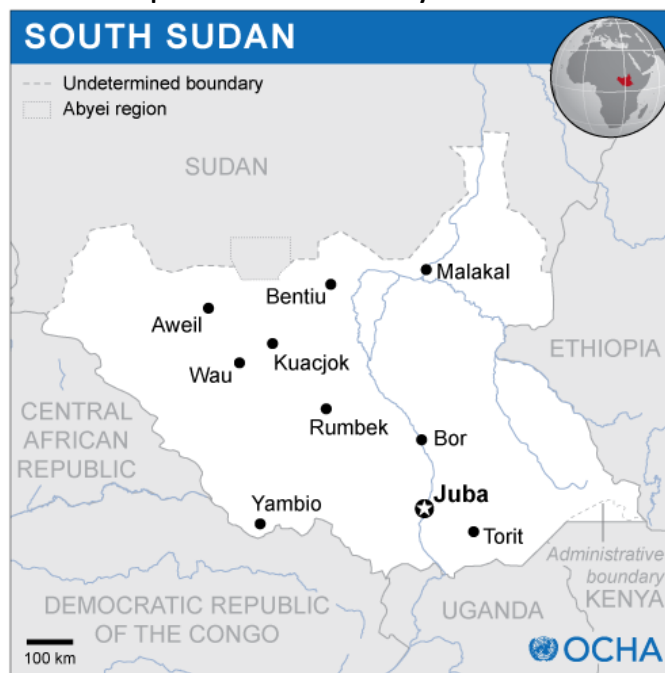 SOUTH SUDAN
Undetermined boundary
Abyei region
SUDAN
Malakal
Bentiu
Aweil
ETHIOPIA
Kuacjok
Wau
CENTRAL
AFRICAN
REPUBLIC
Rumbek
Bor
Juba
Yambio
Torit
Administrative
boundary
KENYA
DEMOCRATIC REPUBLIC
OF THE CONGO
UGANDA
100 km
OCHA